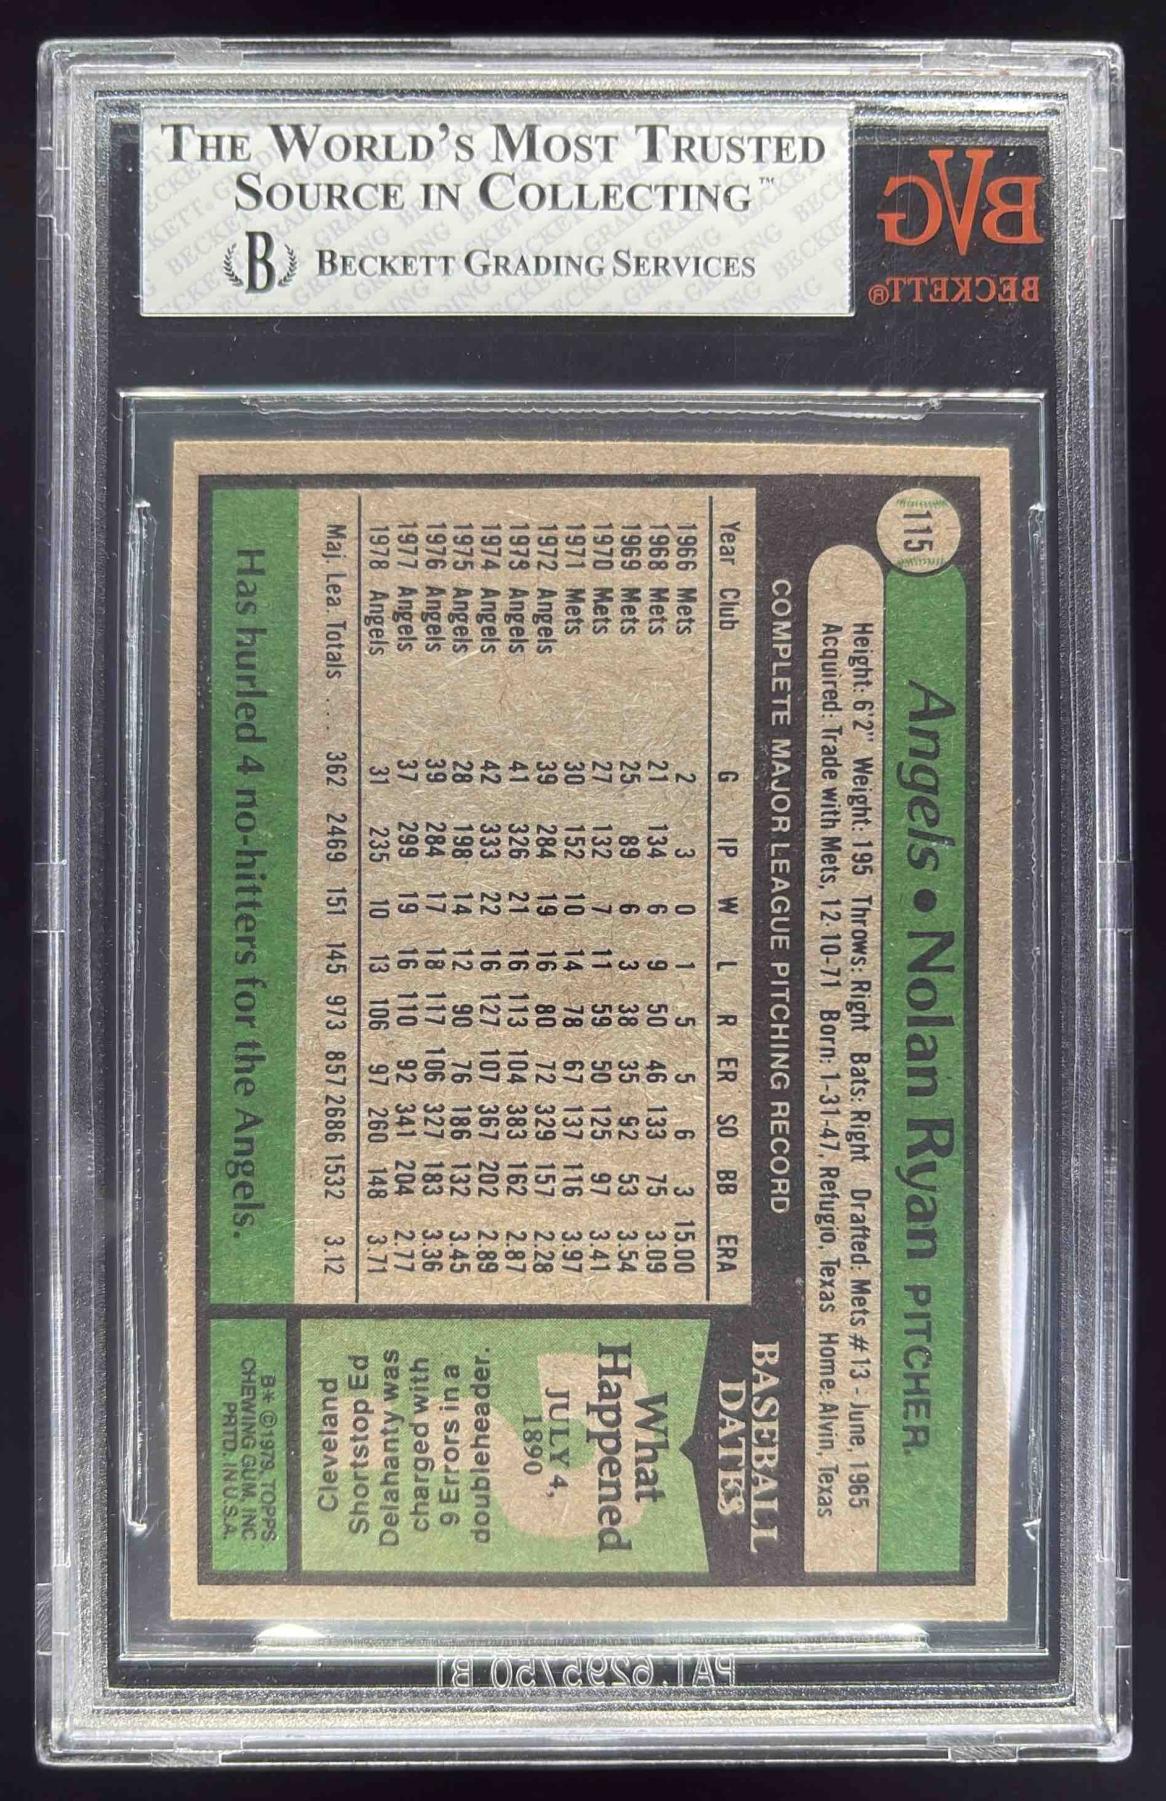 THE WORLD'S MOST TRUSTED
SOURCE IN COLLECTING™
B BECKETT GRADING SERVICES
BVG
BECKETT®
115
Angels • Nolan Ryan PITCHER
Height: 6'2" Weight: 195 Throws: Right Bats: Right Drafted: Mets #13 - June, 1965
Acquired: Trade with Mets, 12-10-71 Born: 1-31-47, Refugio, Texas Home: Alvin, Texas
COMPLETE MAJOR LEAGUE PITCHING RECORD
Year Club G IP W L R ER SO BB ERA
1966 Mets 2 3 0 1 5 5 6 3 15.00
1968 Mets 21 134 6 9 50 46 133 75 3.09
1969 Mets 25 89 6 3 38 35 92 53 3.54
1970 Mets 27 132 7 11 59 50 125 97 3.41
1971 Mets 30 152 10 14 78 67 137 116 3.97
1972 Angels 39 284 19 16 80 72 329 157 2.28
1973 Angels 41 326 21 16 113 104 383 162 2.87
1974 Angels 42 333 22 16 127 107 367 202 2.89
1975 Angels 28 198 14 12 90 76 186 132 3.45
1976 Angels 39 284 17 18 117 106 327 183 3.36
1977 Angels 37 299 19 16 110 92 341 204 2.77
1978 Angels 31 235 10 13 106 97 260 148 3.71
Maj. Lea. Totals .... 362 2469 151 145 973 857 2686 1532 3.12
Has hurled 4 no-hitters for the Angels.
BASEBALL
DATES
What
Happened
JULY 4,
1890
Cleveland
Shortstop Ed
Delahanty was
charged with
9 Errors in a
doubleheader.
B* ©1979, TOPPS
CHEWING GUM, INC
PRTD. IN U.S.A.